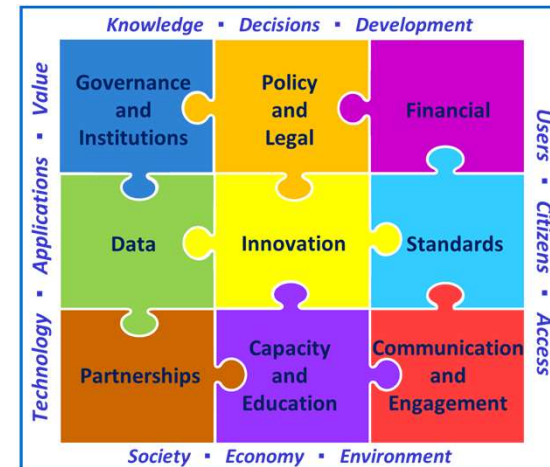 Knowledge ▪ Decisions ▪ Development
Governance
and
Institutions
Policy
and
Legal
Financial
Data
Innovation
Standards
Partnerships
Capacity
and
Education
Communication
and
Engagement
Technology ▪ Applications ▪ Value
Users ▪ Citizens ▪ Access
Society ▪ Economy ▪ Environment